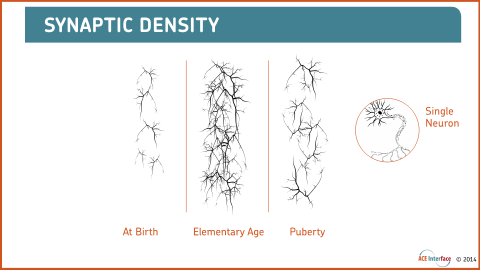 SYNAPTIC DENSITY
Single
Neuron
At Birth
Elementary Age
Puberty
ACE Interface
© 2014